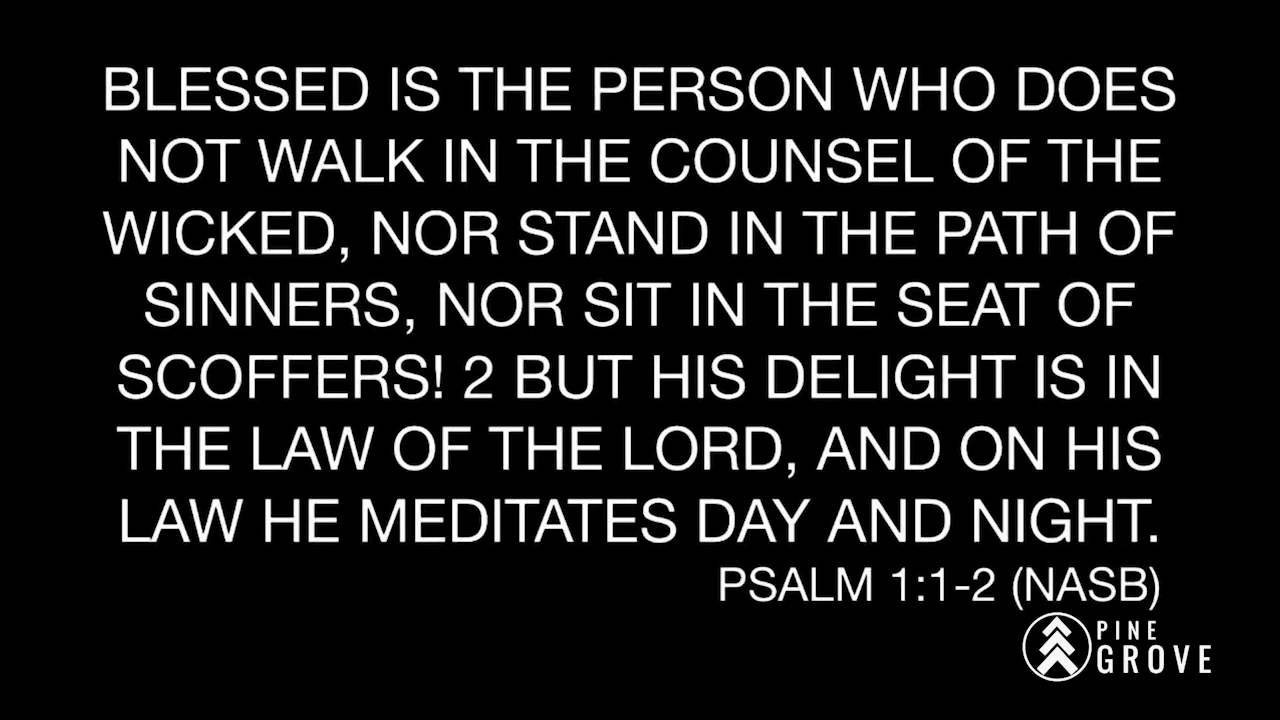 BLESSED IS THE PERSON WHO DOES
NOT WALK IN THE COUNSEL OF THE
WICKED, NOR STAND IN THE PATH OF
SINNERS, NOR SIT IN THE SEAT OF
SCOFFERS! 2 BUT HIS DELIGHT IS IN
THE LAW OF THE LORD, AND ON HIS
LAW HE MEDITATES DAY AND NIGHT.
PSALM 1:1-2 (NASB)
PINE
GROVE